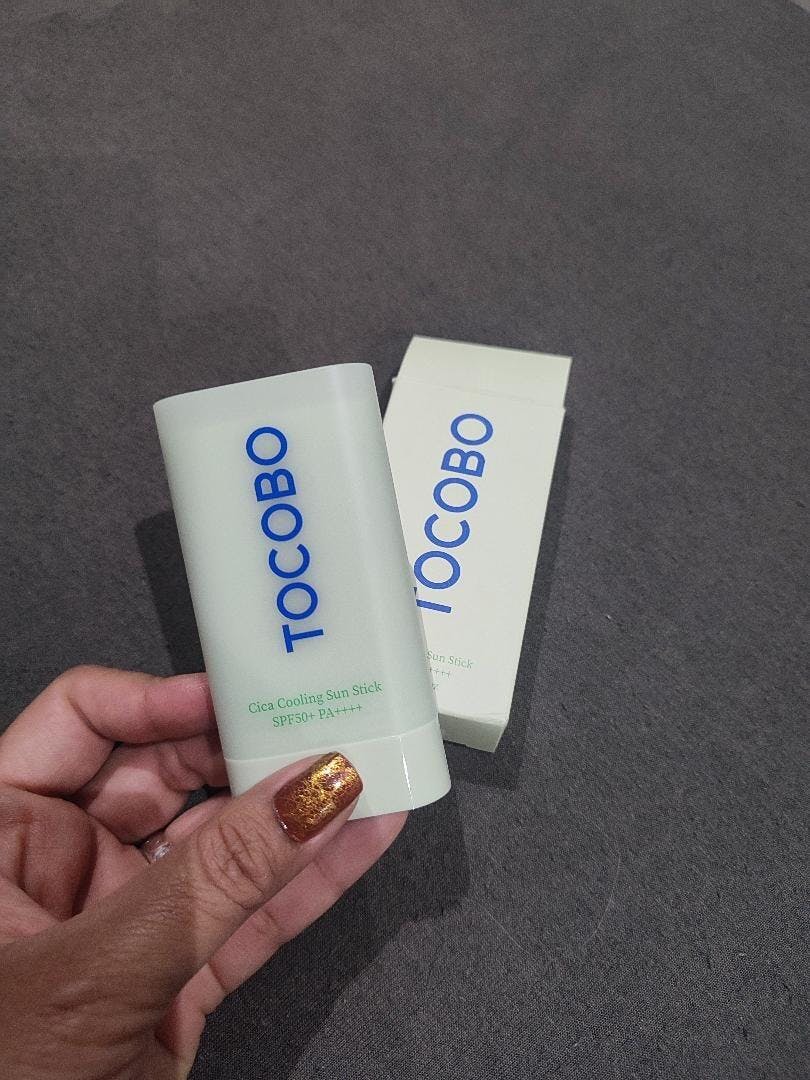 TOCOBO
Cica Cooling Sun Stick
SPF50+ PA++++
TOCOBO
Sun Stick
++++